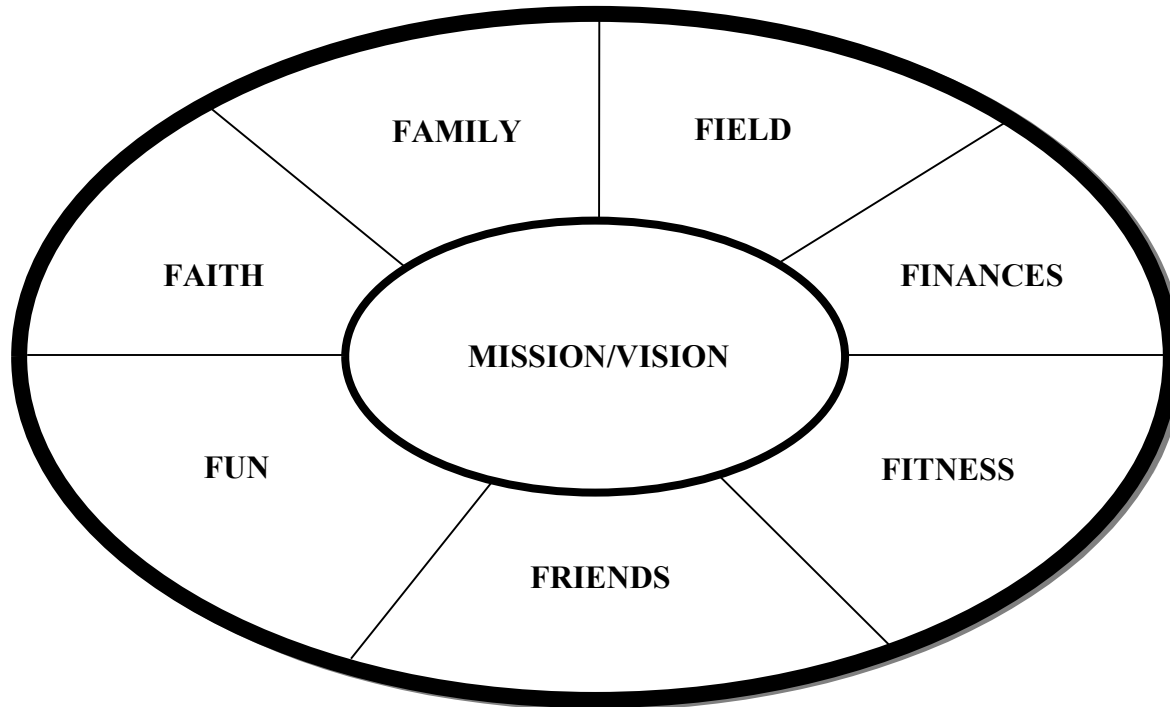 FAMILY
FIELD
FAITH
FINANCES
MISSION/VISION
FUN
FITNESS
FRIENDS